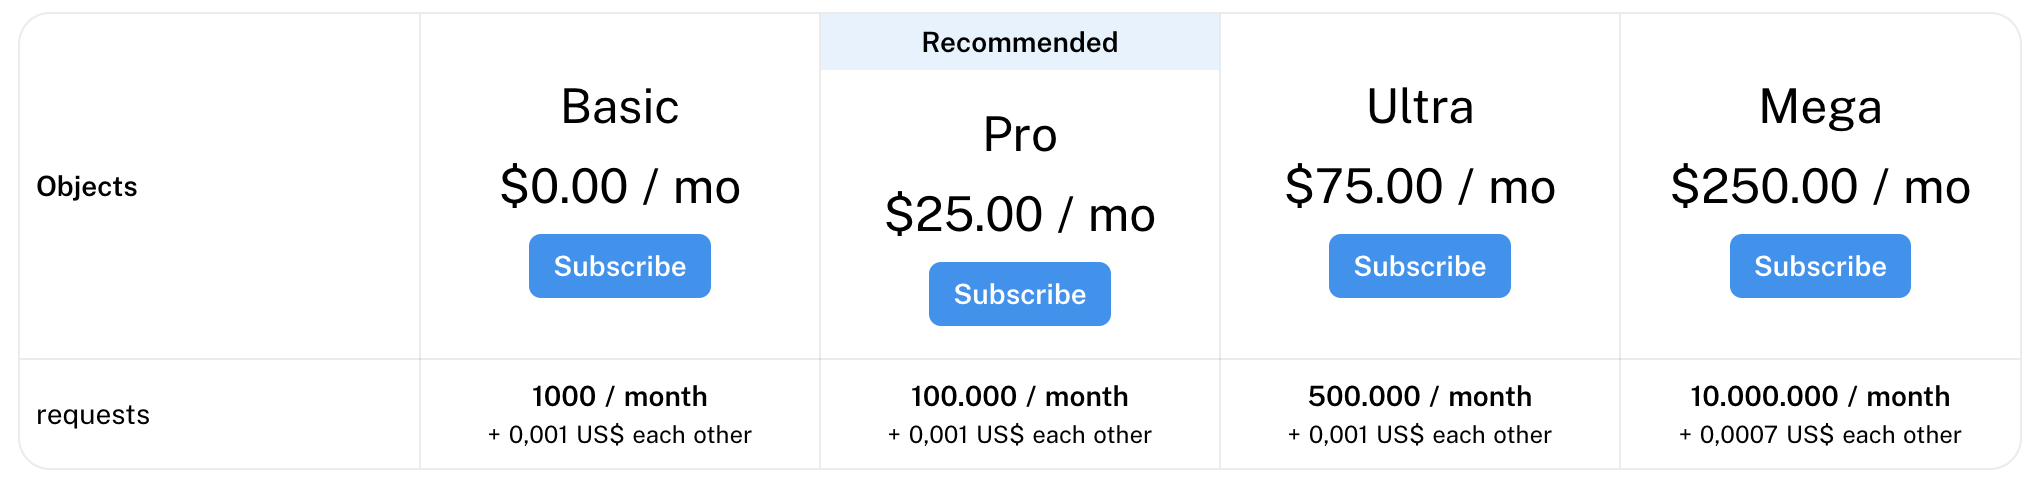 Objects
Basic
$0.00 / mo
Subscribe
Recommended
Pro
$25.00 / mo
Subscribe
Ultra
$75.00 / mo
Subscribe
Mega
$250.00 / mo
Subscribe
requests
1000 / month
+ 0,001 US$ each other
100.000 / month
+ 0,001 US$ each other
500.000 / month
+ 0,001 US$ each other
10.000.000 / month
+ 0,0007 US$ each other